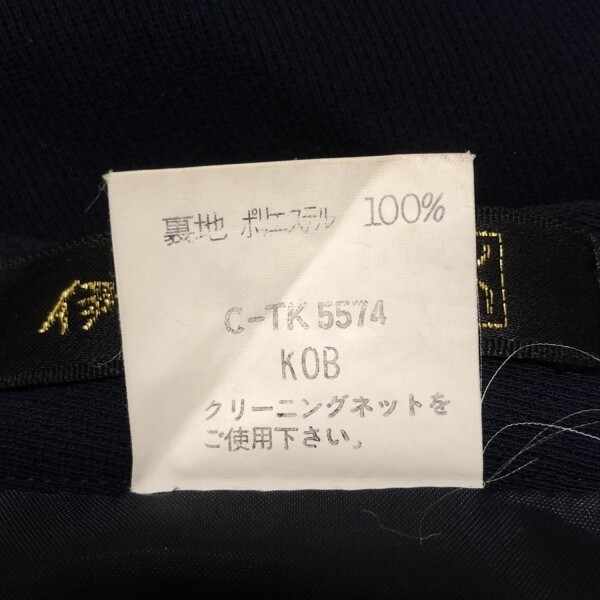 裏地 ポリエステル 100%
C-TK 5574
KOB
クリーニングネットを
ご使用下さい。
伊